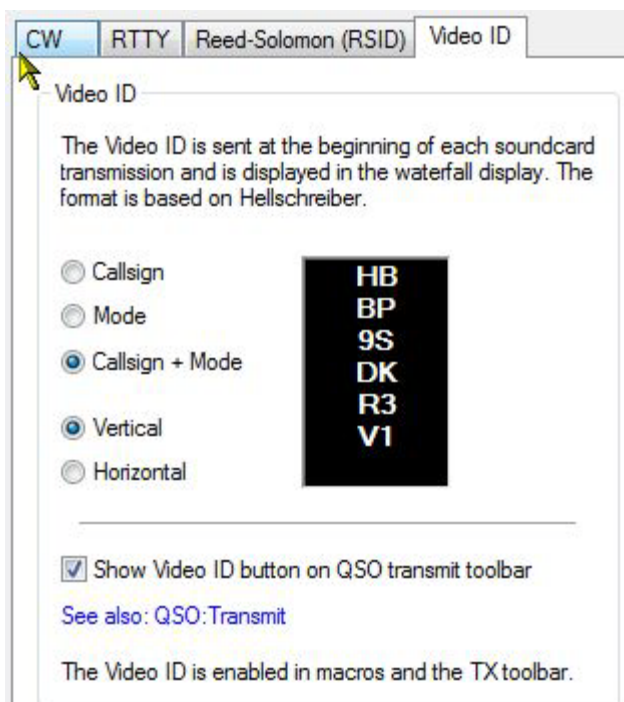 CW RTTY Reed-Solomon (RSID) Video ID
Video ID
The Video ID is sent at the beginning of each soundcard
transmission and is displayed in the waterfall display. The
format is based on Hellschreiber.
Callsign
Mode
Callsign + Mode
Vertical
Horizontal
HB
BP
9S
DK
R3
V1
Show Video ID button on QSO transmit toolbar
See also: QSO:Transmit
The Video ID is enabled in macros and the TX toolbar.